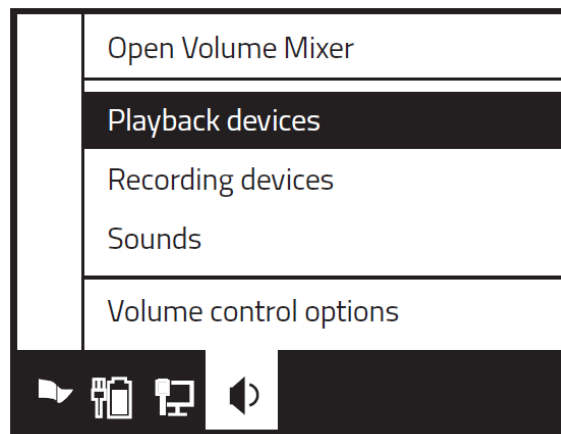 Open Volume Mixer
Playback devices
Recording devices
Sounds
Volume control options